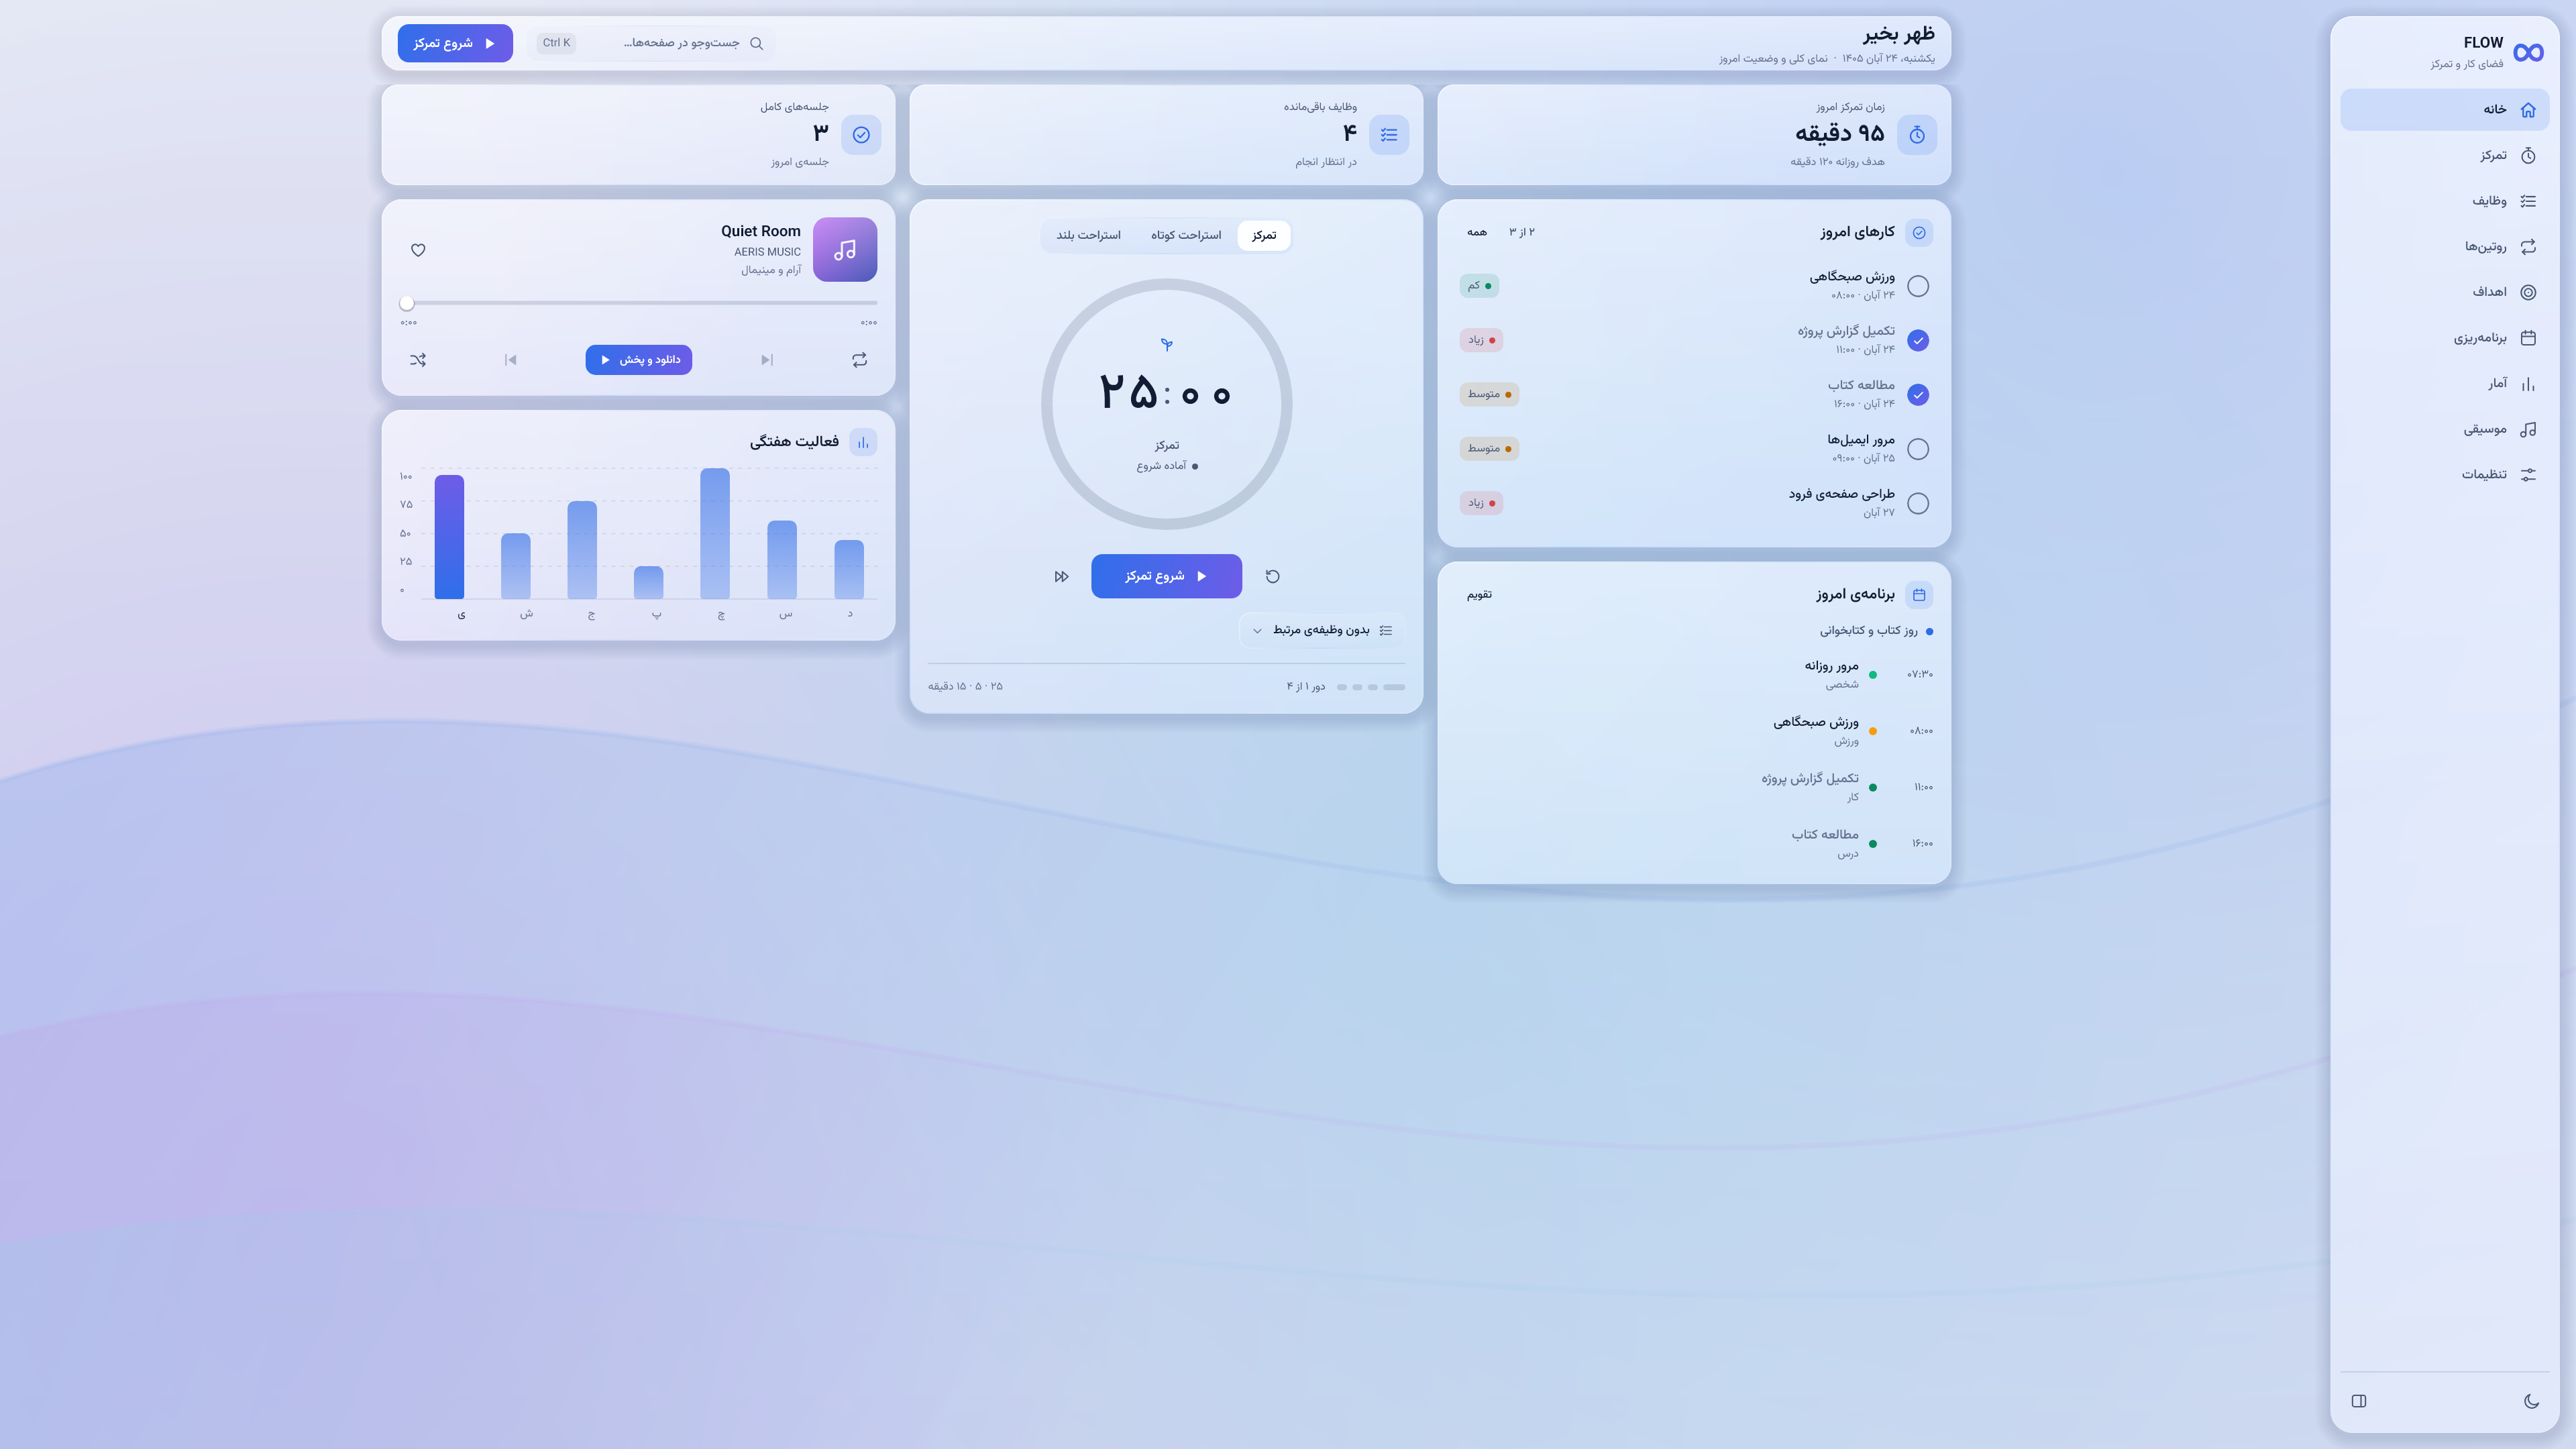 FLOW
فضای کار و تمرکز
خانه
تمرکز
وظایف
روتین‌ها
اهداف
برنامه‌ریزی
آمار
موسیقی
تنظیمات
ظهر بخیر
یکشنبه، ۲۴ آبان ۱۴۰۵ · نمای کلی و وضعیت امروز
جست‌وجو در صفحه‌ها…
Ctrl K
شروع تمرکز
زمان تمرکز امروز
۹۵ دقیقه
هدف روزانه ۱۲۰ دقیقه
وظایف باقی‌مانده
۴
در انتظار انجام
جلسه‌های کامل
۳
جلسه‌ی امروز
کارهای امروز
۲ از ۳
همه
ورزش صبحگاهی
۲۴ آبان · ۰۸:۰۰
کم
تکمیل گزارش پروژه
۲۴ آبان · ۱۱:۰۰
زیاد
مطالعه کتاب
۲۴ آبان · ۱۶:۰۰
متوسط
مرور ایمیل‌ها
۲۵ آبان · ۰۹:۰۰
متوسط
طراحی صفحه‌ی فرود
۲۷ آبان
زیاد
برنامه‌ی امروز
تقویم
روز کتاب و کتابخوانی
۰۷:۳۰
مرور روزانه
شخصی
۰۸:۰۰
ورزش صبحگاهی
ورزش
۱۱:۰۰
تکمیل گزارش پروژه
کار
۱۶:۰۰
مطالعه کتاب
درس
تمرکز
استراحت کوتاه
استراحت بلند
۲۵:۰۰
تمرکز
آماده شروع
شروع تمرکز
بدون وظیفه‌ی مرتبط
دور ۱ از ۴
۲۵ · ۵ · ۱۵ دقیقه
Quiet Room
AERIS MUSIC
آرام و مینیمال
۰:۰۰
۰:۰۰
دانلود و پخش
فعالیت هفتگی
۱۰۰
۷۵
۵۰
۲۵
۰
د
س
چ
پ
ج
ش
ی